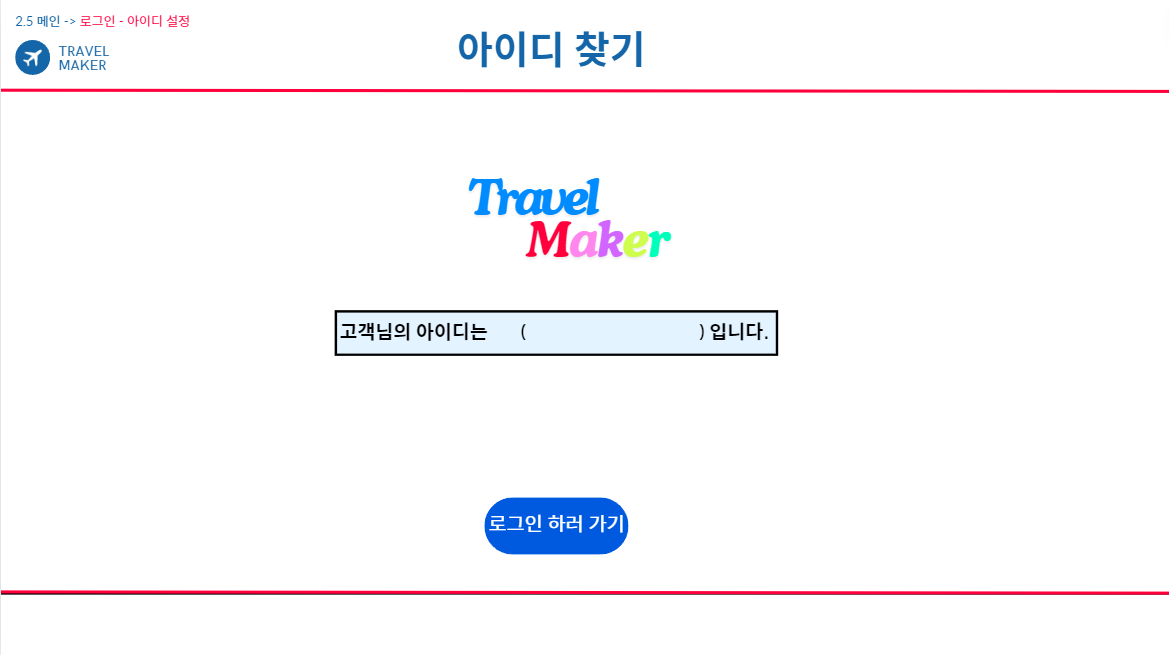 2.5 메인 -> 로그인 - 아이디 설정
TRAVEL
MAKER
아이디 찾기
Travel
Maker
고객님의 아이디는 ( ) 입니다.
로그인 하러 가기